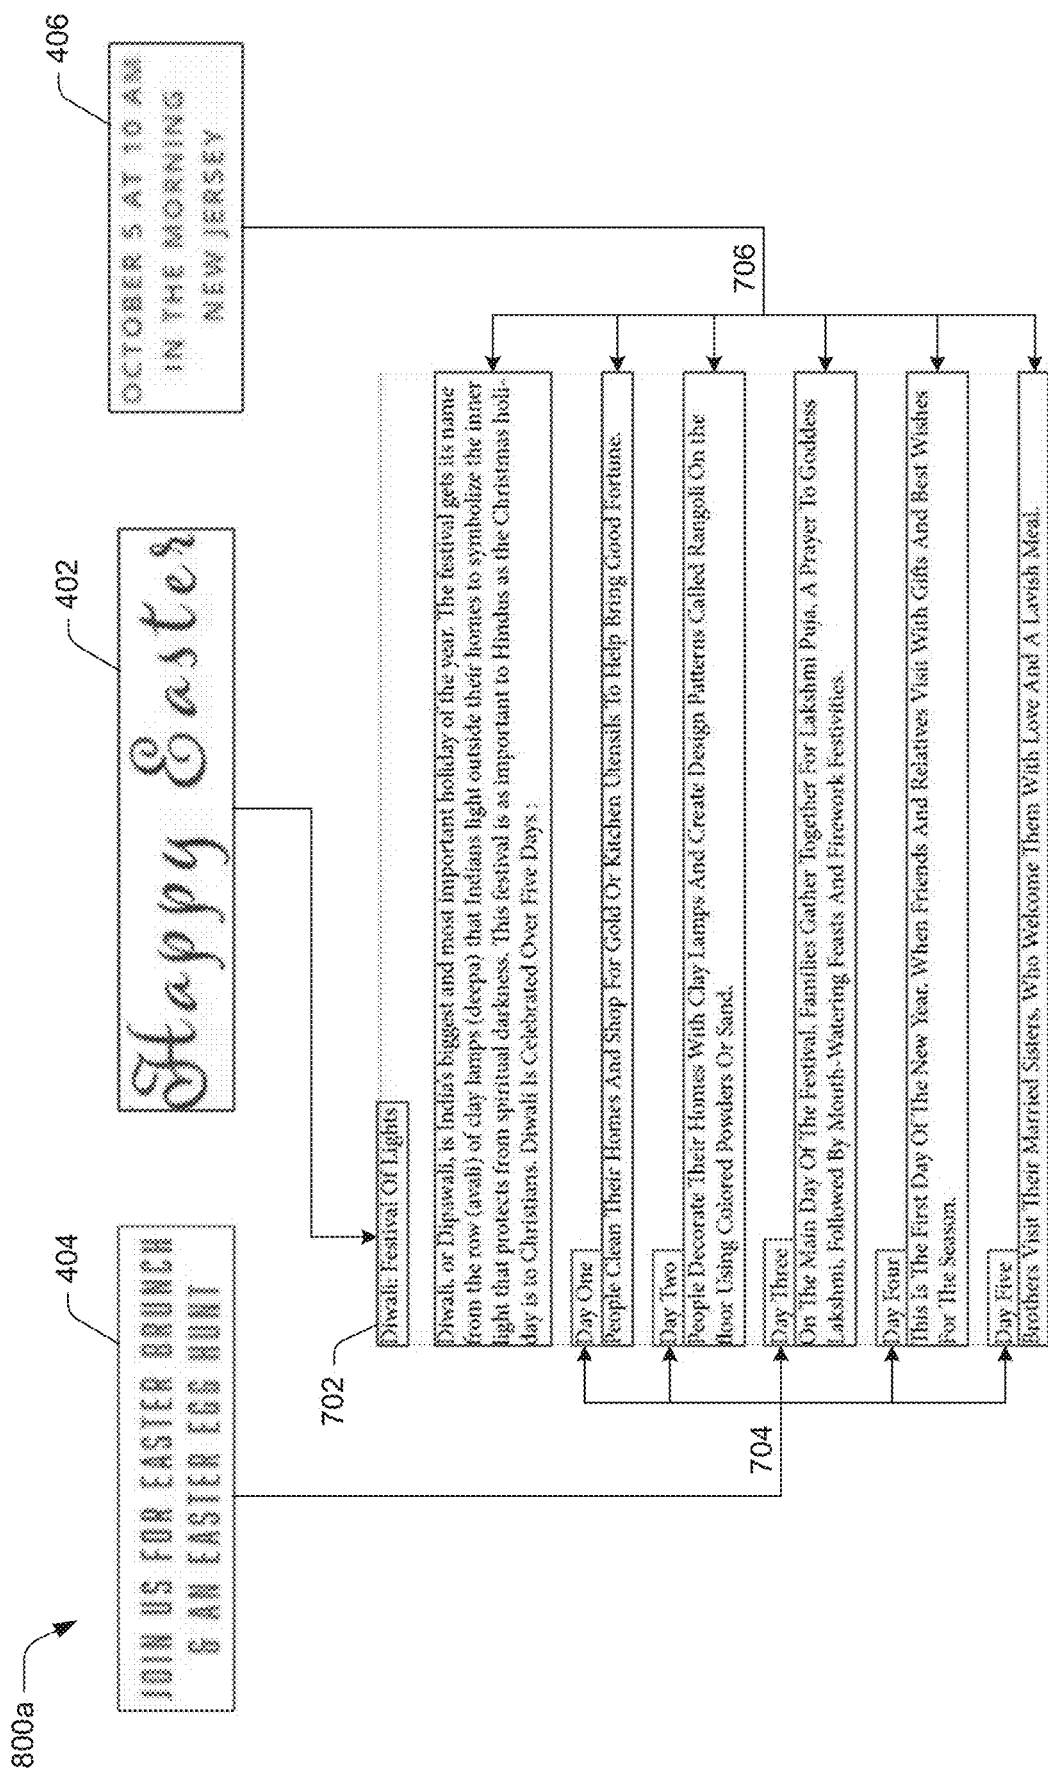 800a
404
JOIN US FOR EASTER BRUNCH
& AN EASTER EGG HUNT
402
Happy Easter
406
OCTOBER 5 AT 10 AM
IN THE MORNING
NEW JERSEY
702
Diwali: Festival Of Lights
Diwali, or Dipawali, is India's biggest and most important holiday of the year. The festival gets its name
from the row (avali) of clay lamps (deepa) that Indians light outside their homes to symbolize the inner
light that protects from spiritual darkness. This festival is as important to Hindus as the Christmas holi-
day is to Christians. Diwali Is Celebrated Over Five Days :
Day One
People Clean Their Homes And Shop For Gold Or Kitchen Utensils To Help Bring Good Fortune.
Day Two
People Decorate Their Homes With Clay Lamps And Create Design Patterns Called Rangoli On the
floor Using Colored Powders Or Sand.
704
706
Day Three
On The Main Day Of The Festival, Families Gather Together For Lakshmi Puja, A Prayer To Goddess
Lakshmi, Followed By Mouth-Watering Feasts And Firework Festivities.
Day Four
This Is The First Day Of The New Year, When Friends And Relatives Visit With Gifts And Best Wishes
For The Season.
Day Five
Brothers Visit Their Married Sisters, Who Welcome Them With Love And A Lavish Meal.